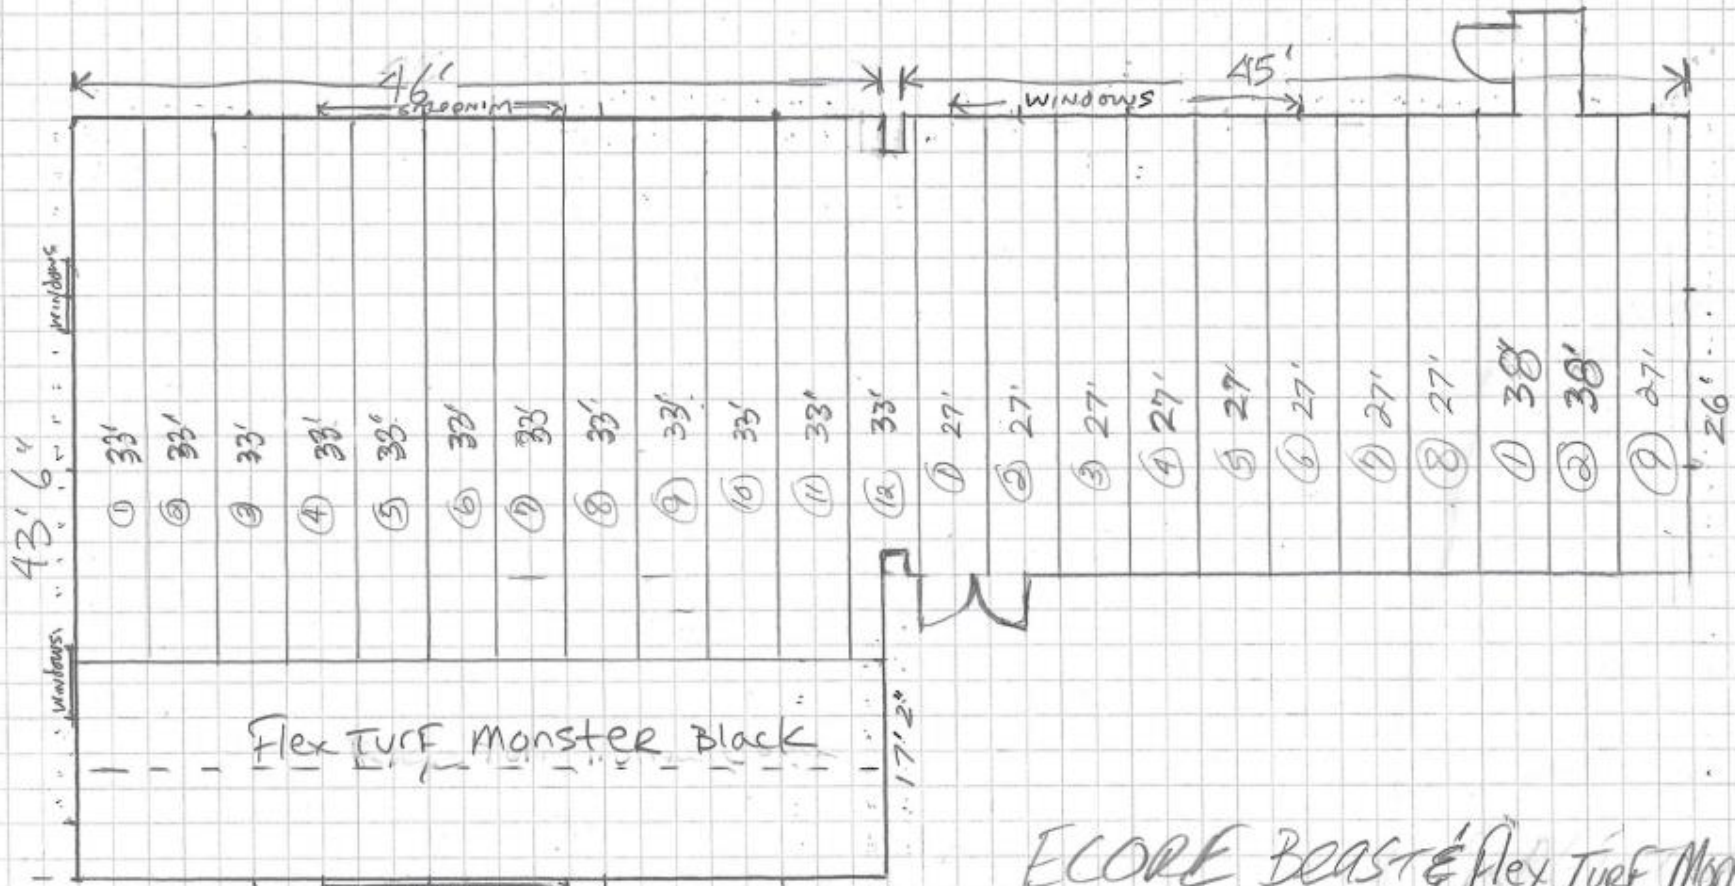 46' 45'
WINDOWS WINDOWS
windows
43' 6"
33' 33' 33' 33' 33' 33' 33' 33' 33' 33' 33' 33' 27' 27' 27' 27' 27' 27' 27' 27' 38' 38' 27' 26'
1 2 3 4 5 6 7 8 9 10 11 12 1 2 3 4 5 6 7 8 1 2 9
windows
17' 2"
Flex Turf Monster Black
ECORE BEAST & Flex Turf